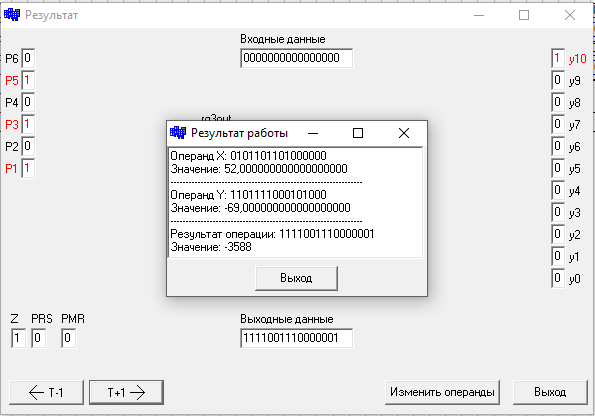 Результат
Входные данные
0000000000000000
P6 0
P5 1
P4 0
P3 1
P2 0
P1 1
1 y10
0 y9
0 y8
0 y7
0 y6
0 y5
0 y4
0 y3
0 y2
0 y1
0 y0
rg3out
Результат работы
Операнд X: 0101101101000000
Значение: 52,000000000000000000
Операнд Y: 1101111000101000
Значение: -69,000000000000000000
Результат операции: 1111001110000001
Значение: -3588
Выход
Z PRS PMR
1 0 0
Выходные данные
1111001110000001
T-1
T+1
Изменить операнды
Выход